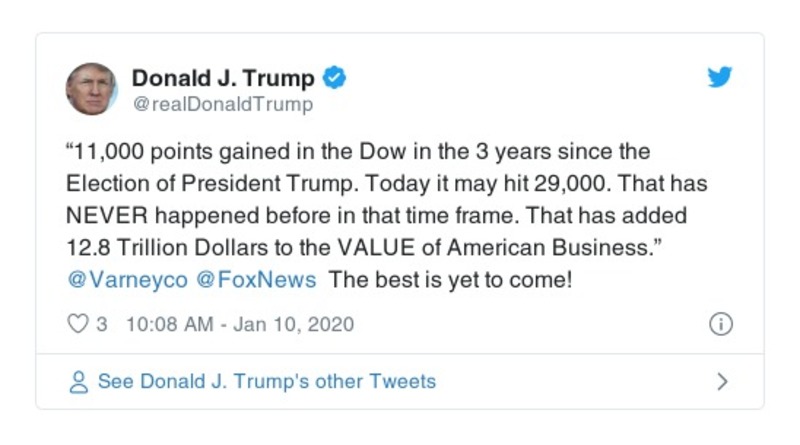 Donald J. Trump
@realDonaldTrump
“11,000 points gained in the Dow in the 3 years since the
Election of President Trump. Today it may hit 29,000. That has
NEVER happened before in that time frame. That has added
12.8 Trillion Dollars to the VALUE of American Business.”
@Varneyco @FoxNews The best is yet to come!
3 10:08 AM - Jan 10, 2020
See Donald J. Trump's other Tweets